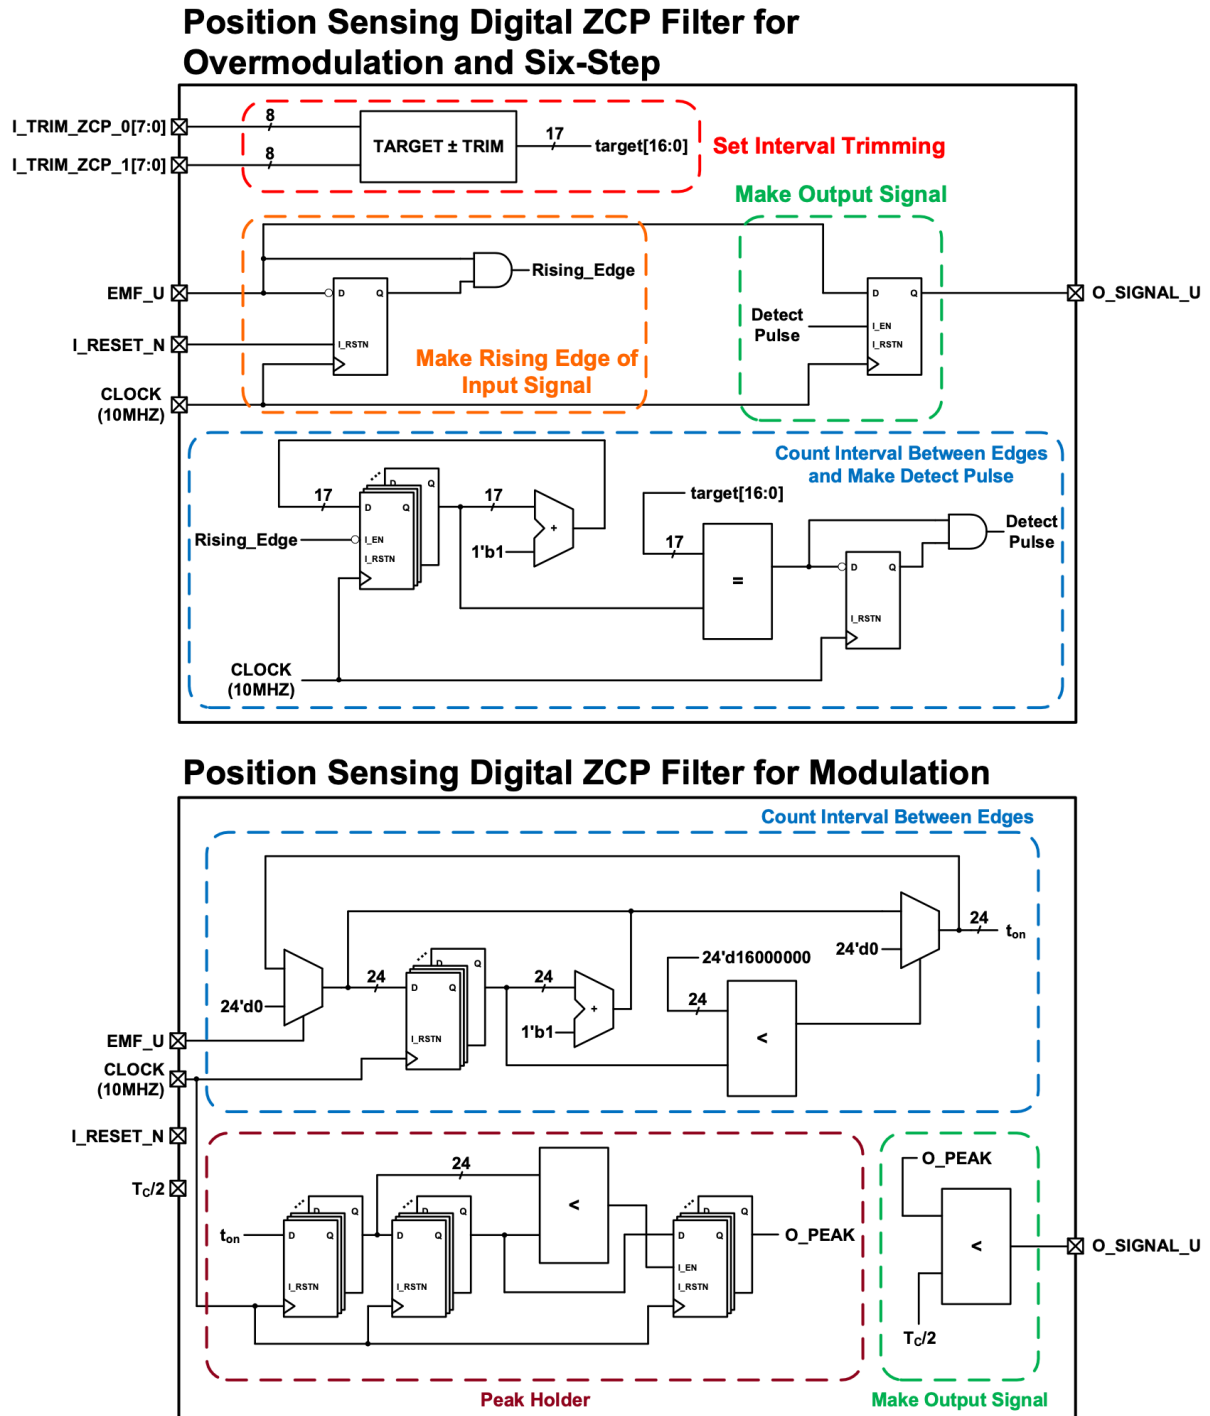 Position Sensing Digital ZCP Filter for
Overmodulation and Six-Step
I_TRIM_ZCP_0[7:0]
8
I_TRIM_ZCP_1[7:0]
8
TARGET ± TRIM
17
target[16:0]
Set Interval Trimming
Make Output Signal
Rising_Edge
EMF_U
D
Q
I_RSTN
I_RESET_N
Make Rising Edge of
Input Signal
CLOCK
(10MHZ)
Detect
Pulse
D
Q
I_EN
I_RSTN
O_SIGNAL_U
Count Interval Between Edges
and Make Detect Pulse
D
Q
17
D
Q
I_EN
I_RSTN
Rising_Edge
17
1'b1
+
target[16:0]
17
=
D
Q
I_RSTN
Detect
Pulse
CLOCK
(10MHZ)
Position Sensing Digital ZCP Filter for Modulation
Count Interval Between Edges
24'd0
24
D
Q
D
Q
I_RSTN
24
1'b1
+
24'd16000000
24
<
24'd0
24
ton
EMF_U
CLOCK
(10MHZ)
I_RESET_N
TC/2
24
ton
D
Q
D
Q
I_RSTN
D
Q
D
Q
I_RSTN
<
D
Q
D
Q
I_EN
I_RSTN
O_PEAK
Peak Holder
O_PEAK
<
TC/2
O_SIGNAL_U
Make Output Signal